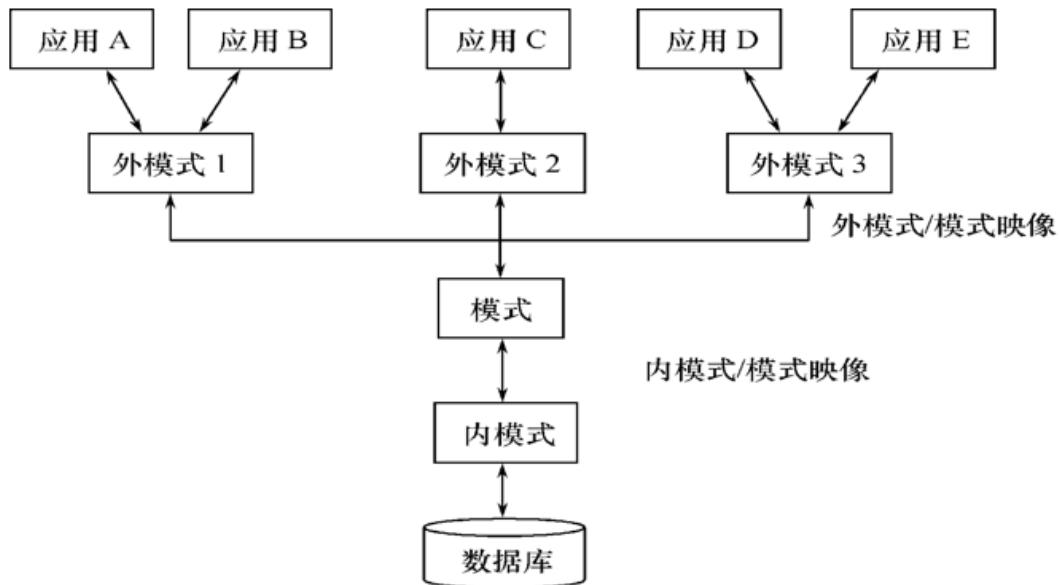 应用 A
应用 B
应用 C
应用 D
应用 E
外模式 1
外模式 2
外模式 3
外模式/模式映像
模式
内模式/模式映像
内模式
数据库